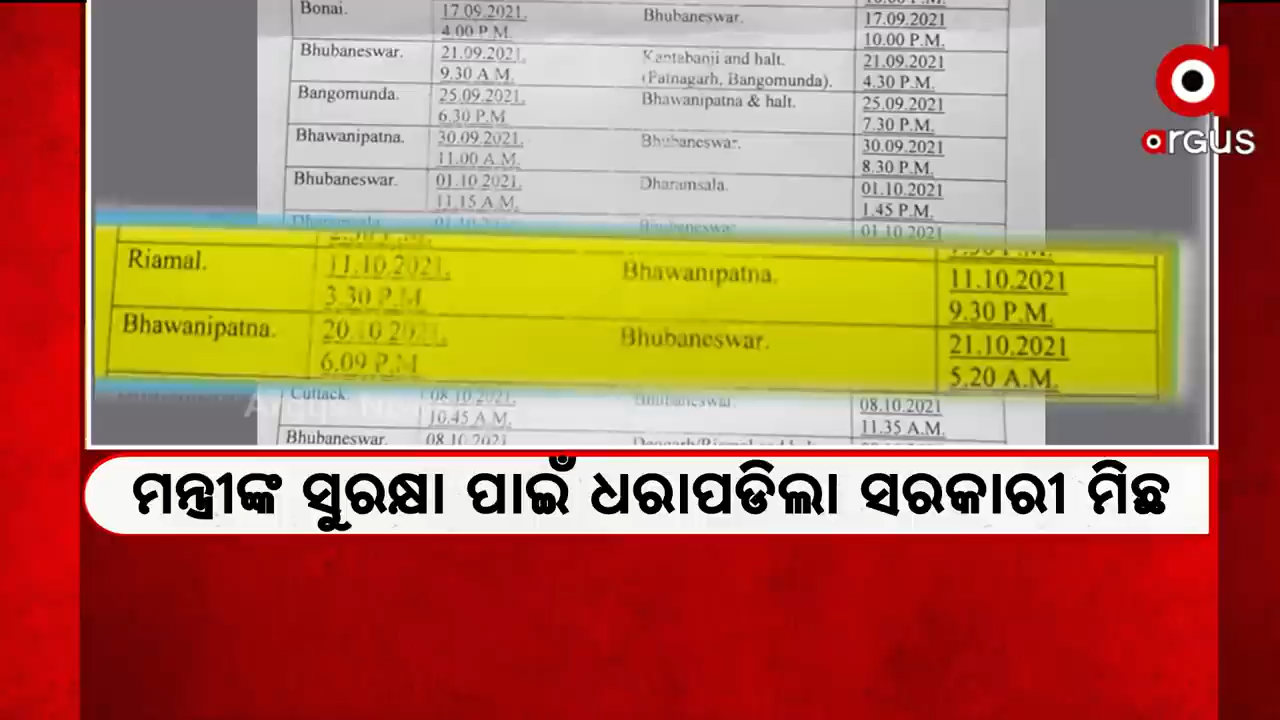 Bonai. 17.09.2021. Bhubaneswar. 17.09.2021
4.00 P.M. 10.00 P.M.
Bhubaneswar. 21.09.2021. Kantabanji and halt. 21.09.2021
9.30 A.M. (Patnagarh, Bangomunda). 4.30 P.M.
Bangomunda. 25.09.2021. Bhawanipatna & halt. 25.09.2021
6.30 P.M 7.30 P.M.
Bhawanipatna. 30.09.2021. Bhubaneswar. 30.09.2021
11.00 A.M. 8.30 P.M.
Bhubaneswar. 01.10.2021. Dharamsala. 01.10.2021
11.15 A.M. 1.45 P.M.
01.10.2021
Riamal. 11.10.2021. Bhawanipatna. 11.10.2021
3.30 P.M 9.30 P.M.
Bhawanipatna. 20.10.2021. Bhubaneswar. 21.10.2021
6.09 P.M 5.20 A.M.
Cuttack. 08.10.2021. Bhubaneswar. 08.10.2021
10.45 A.M. 11.35 A.M.
Bhubaneswar. 08.10.2021
argus
ମନ୍ତ୍ରୀଙ୍କ ସୁରକ୍ଷା ପାଇଁ ଧରାପଡିଲା ସରକାରୀ ମିଛ